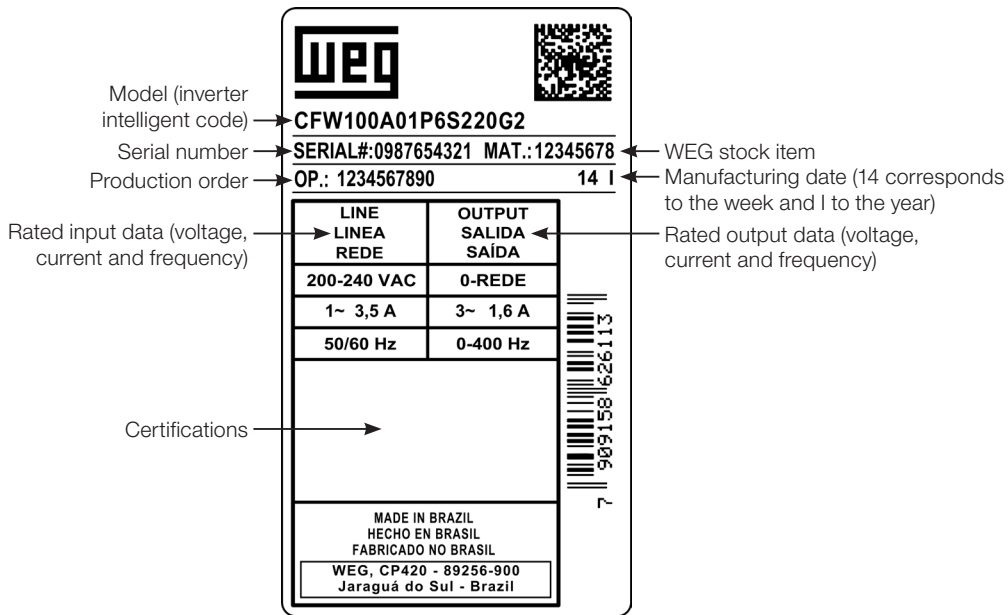 weg
Model (inverter
intelligent code)
CFW100A01P6S220G2
Serial number
SERIAL#:0987654321 MAT.:12345678
WEG stock item
Production order
OP.: 1234567890 14 I
Manufacturing date (14 corresponds
to the week and I to the year)
Rated input data (voltage,
current and frequency)
LINE
LINEA
REDE
OUTPUT
SALIDA
SAÍDA
Rated output data (voltage,
current and frequency)
200-240 VAC 0-REDE
1~ 3,5 A 3~ 1,6 A
50/60 Hz 0-400 Hz
7 909158 626113
Certifications
MADE IN BRAZIL
HECHO EN BRASIL
FABRICADO NO BRASIL
WEG, CP420 - 89256-900
Jaraguá do Sul - Brazil